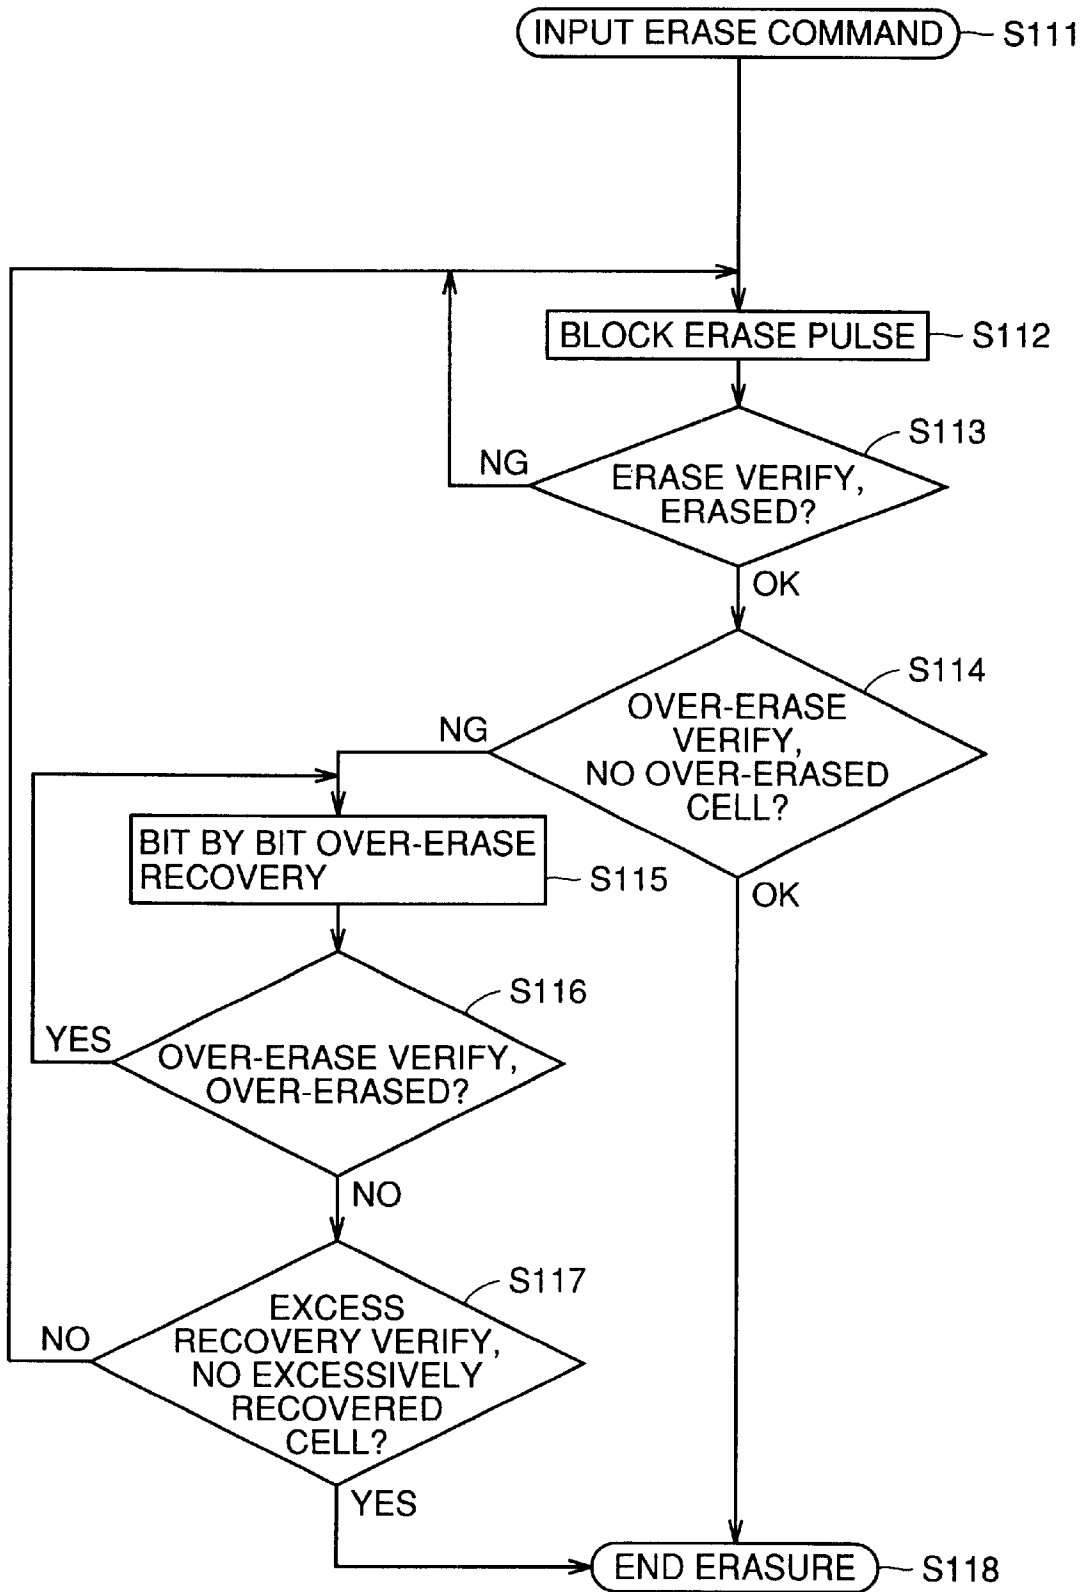 INPUT ERASE COMMAND
S111
BLOCK ERASE PULSE
S112
S113
NG
ERASE VERIFY,
ERASED?
OK
S114
OVER-ERASE
VERIFY,
NO OVER-ERASED
CELL?
NG
OK
BIT BY BIT OVER-ERASE
RECOVERY
S115
S116
YES
OVER-ERASE VERIFY,
OVER-ERASED?
NO
S117
EXCESS
RECOVERY VERIFY,
NO EXCESSIVELY
RECOVERED
CELL?
NO
YES
END ERASURE
S118